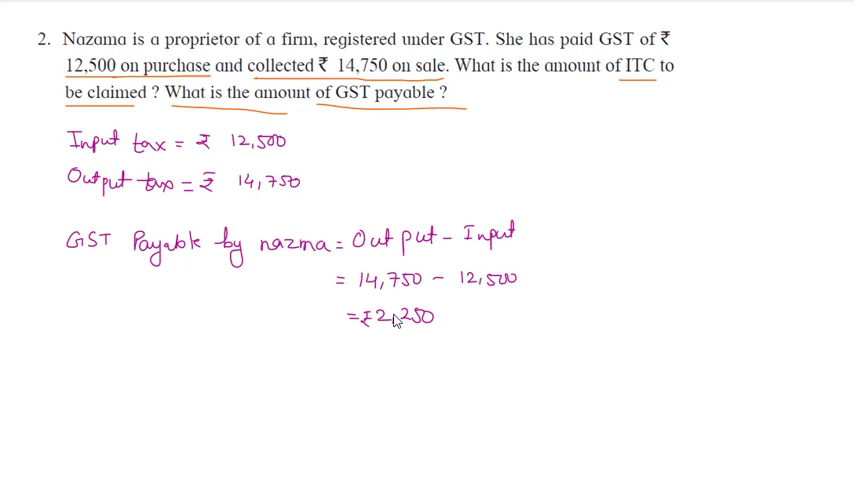 2. Nazama is a proprietor of a firm, registered under GST. She has paid GST of ₹
12,500 on purchase and collected ₹ 14,750 on sale. What is the amount of ITC to
be claimed ? What is the amount of GST payable ?
Input tax = ₹ 12,500
Output tax = ₹ 14,750
GST Payable by nazma = Output - Input
= 14,750 - 12,500
= ₹2,250